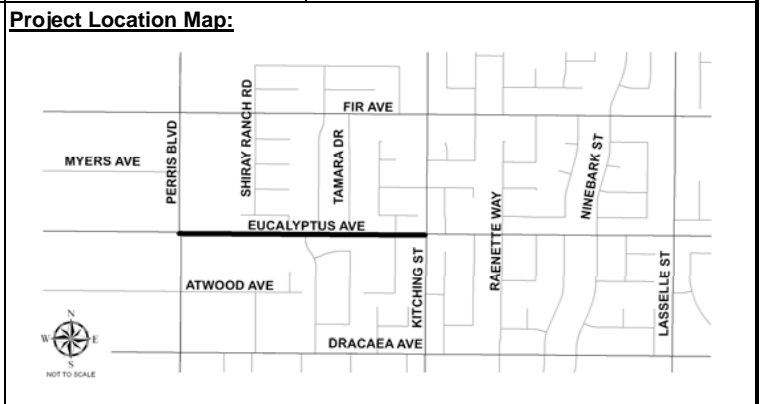 Project Location Map:
FIR AVE
MYERS AVE
PERRIS BLVD
SHIRAY RANCH RD
TAMARA DR
NINEBARK ST
EUCALYPTUS AVE
RAENETTE WAY
KITCHING ST
LASSELLE ST
ATWOOD AVE
DRACAEA AVE
N
W E
S
NOT TO SCALE